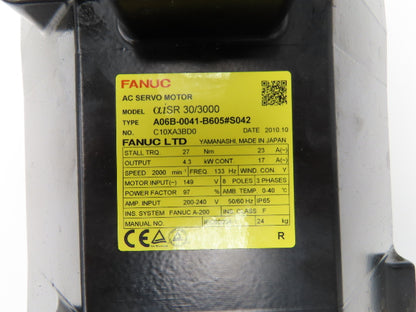 FANUC
AC SERVO MOTOR
MODEL αiSR 30/3000
TYPE A06B-0041-B605#S042
NO. C10XA3BD0 DATE 2010.10
FANUC LTD YAMANASHI, MADE IN JAPAN
STALL TRQ. 27 Nm 23 A(~)
OUTPUT 4.3 kW CONT. 17 A(~)
SPEED 2000 min⁻¹ FREQ. 133 Hz WINDING CON. Y
MOTOR INPUT(~) 149 V 8 POLES 3 PHASES
POWER FACTOR 97 % AMB. TEMP. 0-40 °C
AMP. INPUT 200-240 V 50/60 Hz IP65
INS. SYSTEM FANUC A-200 INS. CLASS F
MANUAL NO. 24 kg
CE R